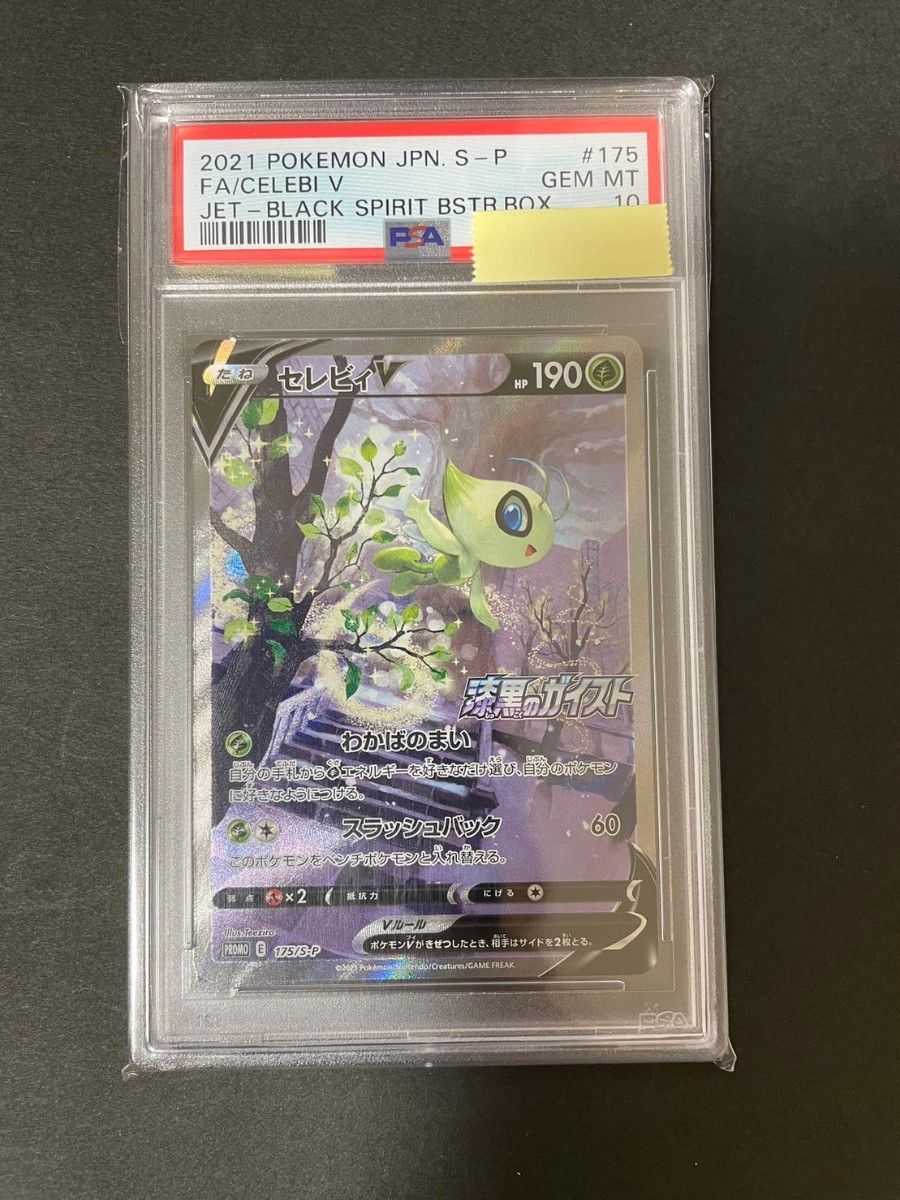 2021 POKEMON JPN. S-P #175
FA/CELEBI V GEM MT
JET-BLACK SPIRIT BSTR.BOX 10
PSA
たね セレビィV HP 190
漆黒のガイスト
わかばのまい
自分の手札からエネルギーを好きなだけ選び、自分のポケモン
に好きなようにつける。
スラッシュバック 60
このポケモンをベンチポケモンと入れ替える。
弱点 ×2 抵抗力 にげる
Vルール
ポケモンVがきぜつしたとき、相手はサイドを2枚とる。
Illus.Teeziro
PROMO E 175/S-P
©2021 Pokémon/Nintendo/Creatures/GAME FREAK.
PSA